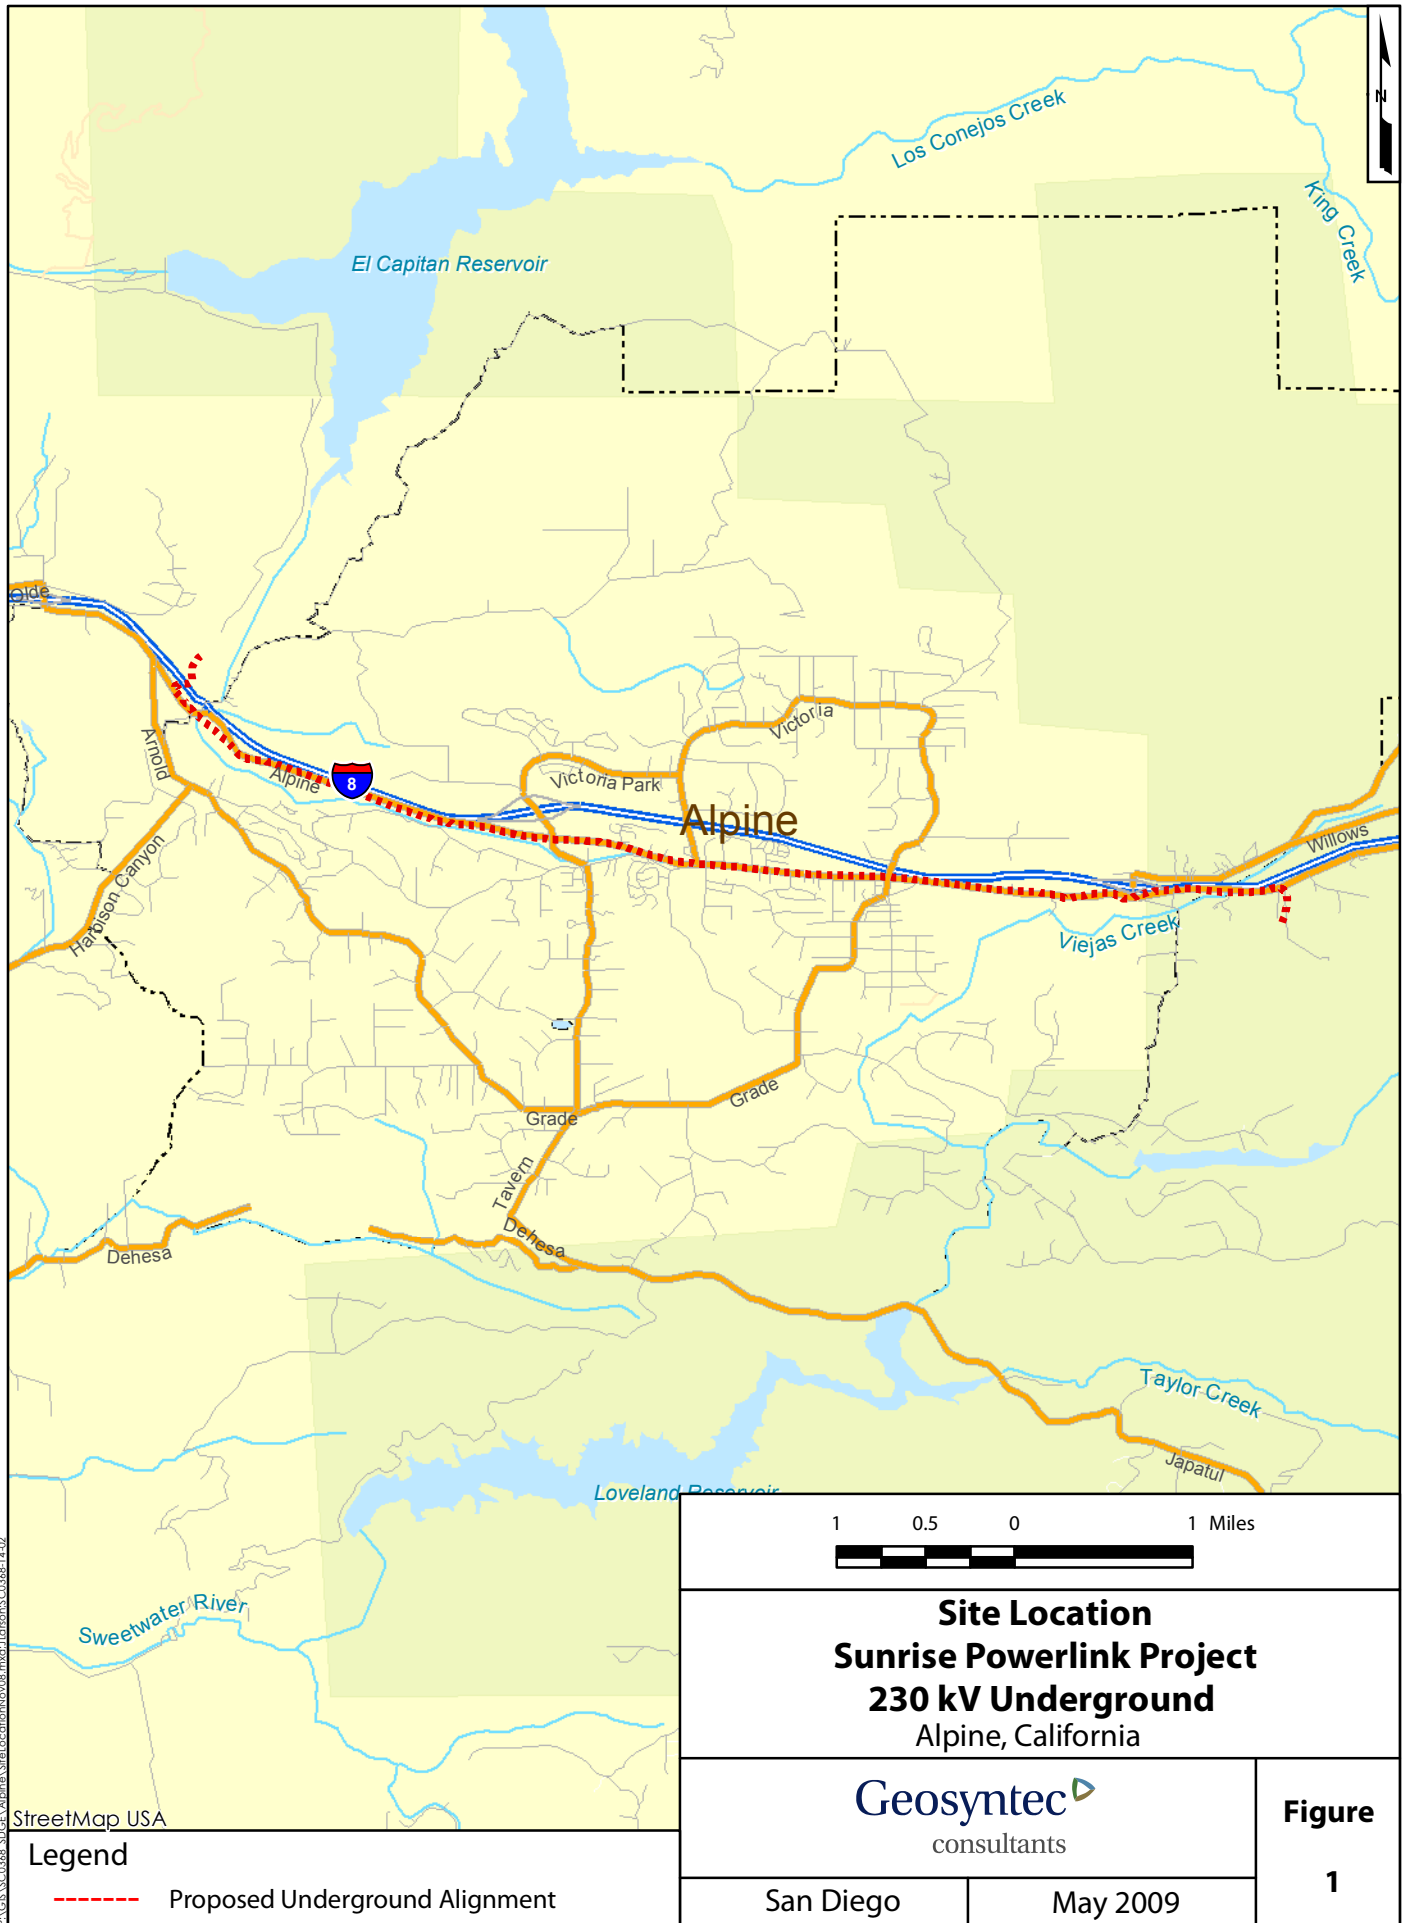 N
Los Conejos Creek
King Creek
El Capitan Reservoir
Olde
Arnold
Alpine
8
Victoria
Victoria Park
Alpine
Willows
Harbison Canyon
Viejas Creek
Grade
Grade
Tavern
Dehesa
Dehesa
Taylor Creek
Japatul
Loveland Reservoir
Sweetwater River
1 0.5 0 1 Miles
Site Location
Sunrise Powerlink Project
230 kV Underground
Alpine, California
Geosyntec
consultants
Figure
1
San Diego
May 2009
StreetMap USA
Legend
Proposed Underground Alignment